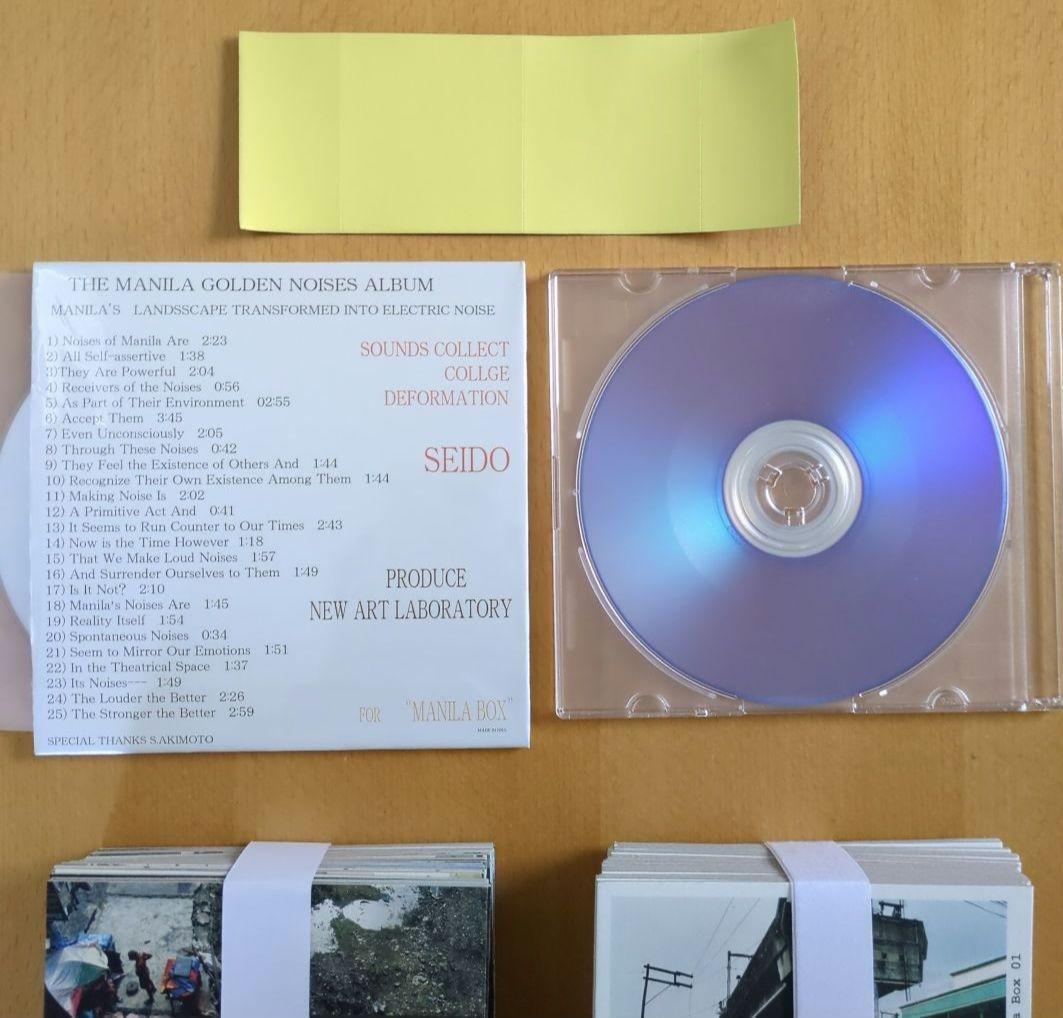 THE MANILA GOLDEN NOISES ALBUM
MANILA'S LANDSSCAPE TRANSFORMED INTO ELECTRIC NOISE
1) Noises of Manila Are 2:23
2) All Self-assertive 1:38
3)They Are Powerful 2:04
4) Receivers of the Noises 0:56
5) As Part of Their Environment 02:55
6) Accept Them 3:45
7) Even Unconsciously 2:05
8) Through These Noises 0:42
9) They Feel the Existence of Others And 1:44
10) Recognize Their Own Existence Among Them 1:44
11) Making Noise Is 2:02
12) A Primitive Act And 0:41
13) It Seems to Run Counter to Our Times 2:43
14) Now is the Time However 1:18
15) That We Make Loud Noises 1:57
16) And Surrender Ourselves to Them 1:49
17) Is It Not? 2:10
18) Manila's Noises Are 1:45
19) Reality Itself 1:54
20) Spontaneous Noises 0:34
21) Seem to Mirror Our Emotions 1:51
22) In the Theatrical Space 1:37
23) Its Noises--- 1:49
24) The Louder the Better 2:26
25) The Stronger the Better 2:59
SPECIAL THANKS S.AKIMOTO
SOUNDS COLLECT
COLLGE
DEFORMATION
SEIDO
PRODUCE
NEW ART LABORATORY
FOR "MANILA BOX"
a Box 01